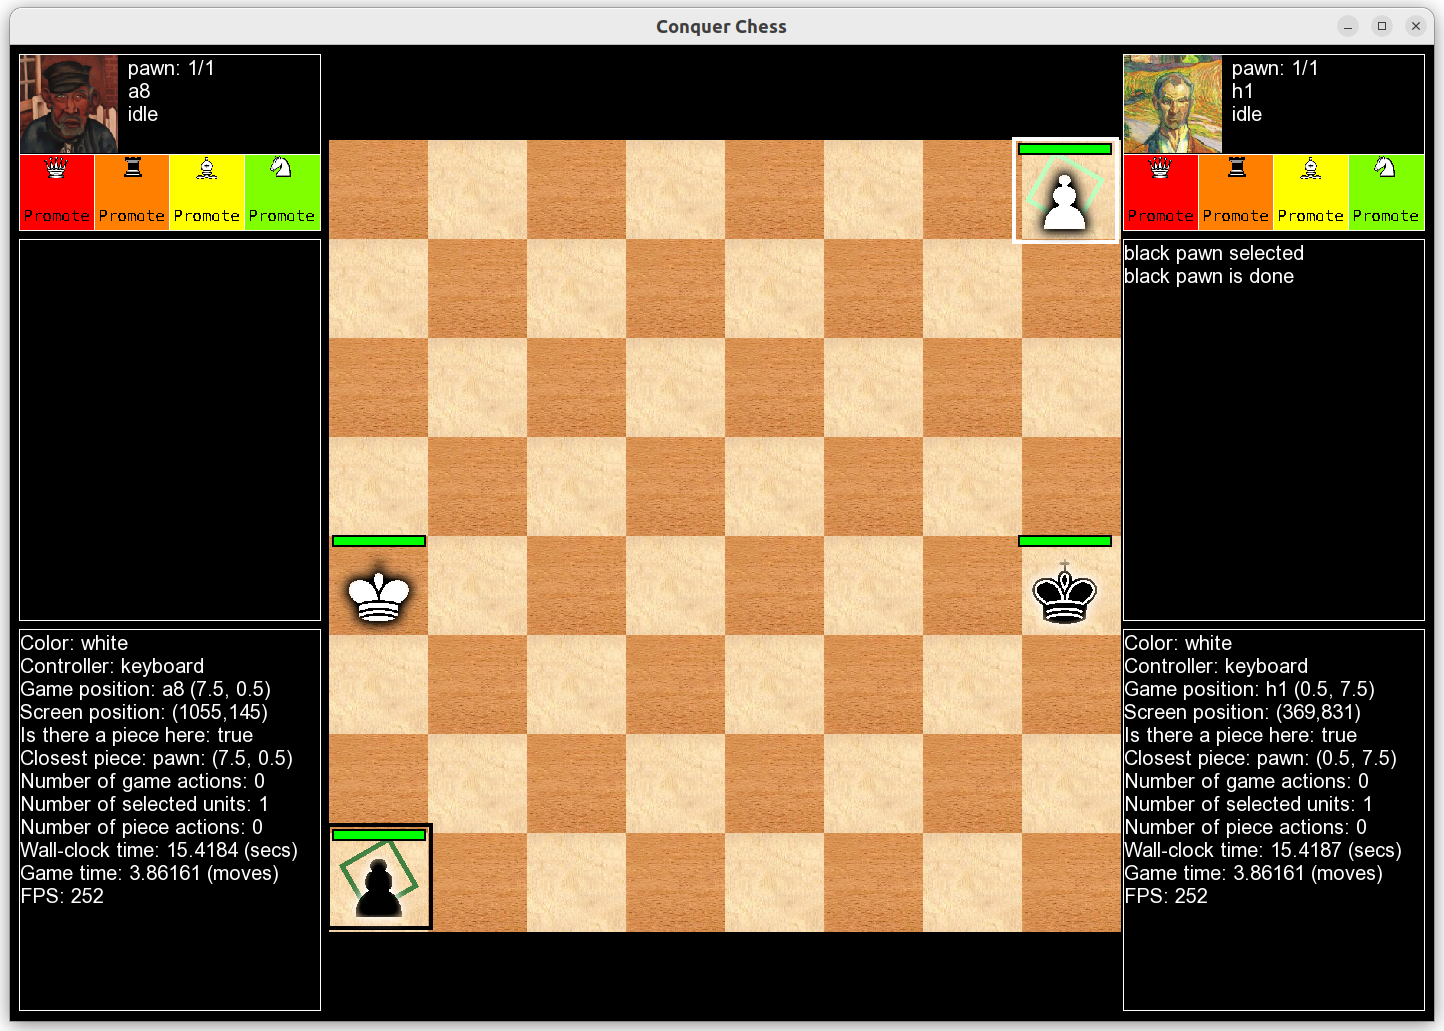 Conquer Chess
pawn: 1/1
a8
idle
Promote Promote Promote Promote
Color: white
Controller: keyboard
Game position: a8 (7.5, 0.5)
Screen position: (1055,145)
Is there a piece here: true
Closest piece: pawn: (7.5, 0.5)
Number of game actions: 0
Number of selected units: 1
Number of piece actions: 0
Wall-clock time: 15.4184 (secs)
Game time: 3.86161 (moves)
FPS: 252
pawn: 1/1
h1
idle
Promote Promote Promote Promote
black pawn selected
black pawn is done
Color: white
Controller: keyboard
Game position: h1 (0.5, 7.5)
Screen position: (369,831)
Is there a piece here: true
Closest piece: pawn: (0.5, 7.5)
Number of game actions: 0
Number of selected units: 1
Number of piece actions: 0
Wall-clock time: 15.4187 (secs)
Game time: 3.86161 (moves)
FPS: 252